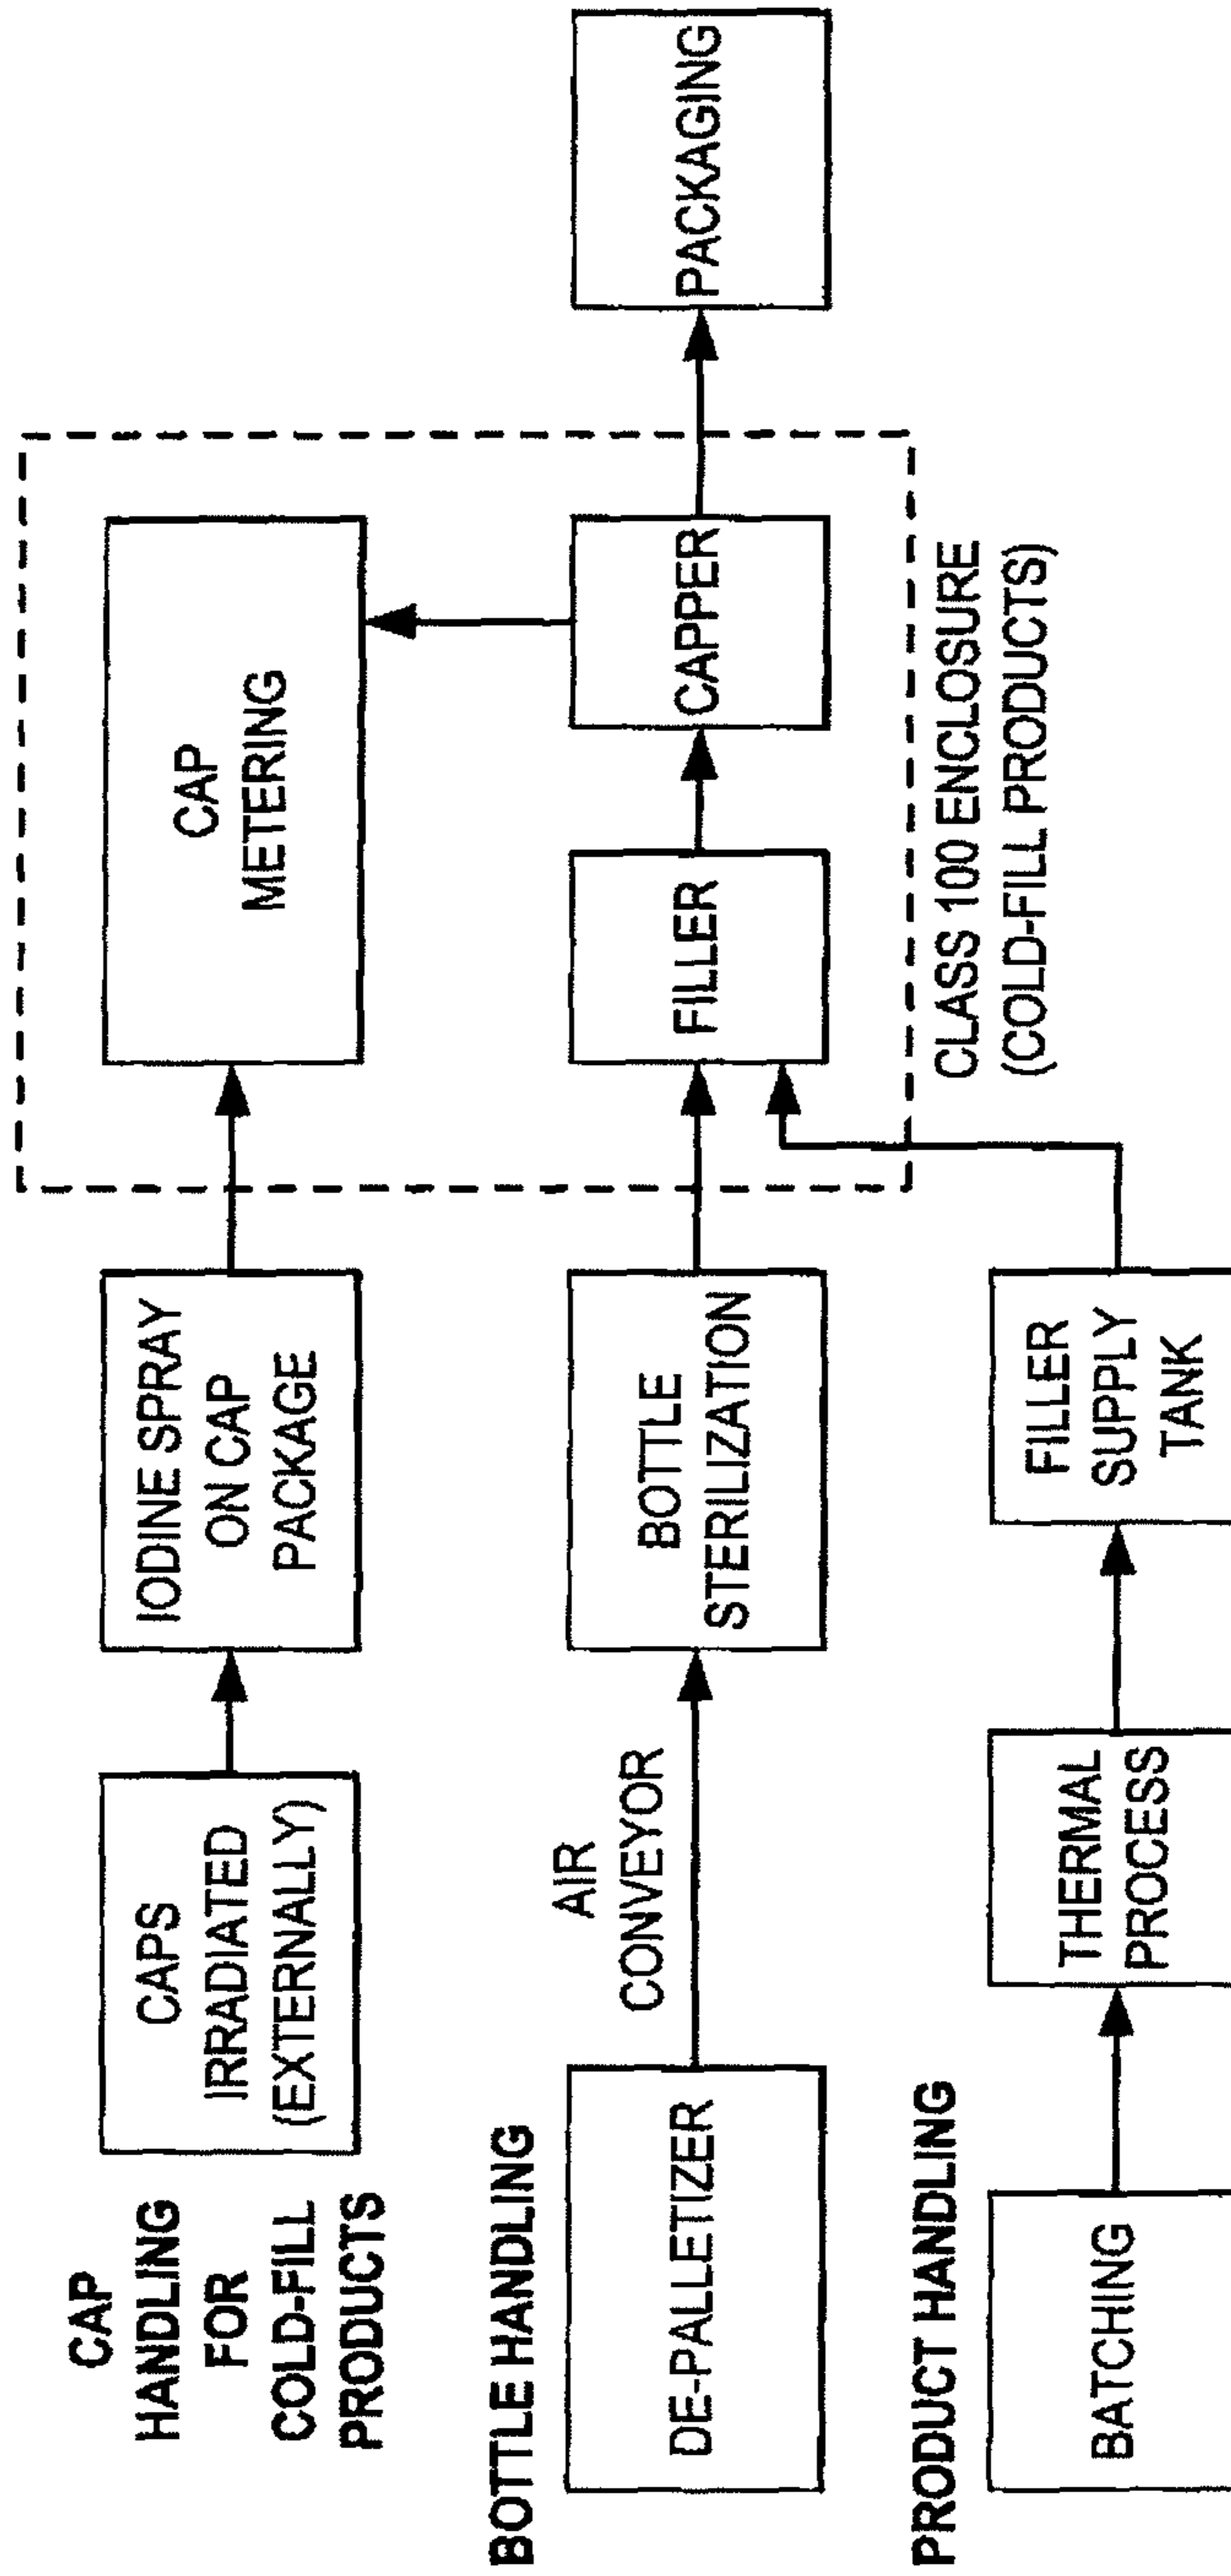 CAP
HANDLING
FOR
COLD-FILL
PRODUCTS
CAPS
IRRADIATED
(EXTERNALLY)
IODINE SPRAY
ON CAP
PACKAGE
CAP
METERING
BOTTLE HANDLING
DE-PALLETIZER
AIR
CONVEYOR
BOTTLE
STERILIZATION
FILLER
CAPPER
PACKAGING
CLASS 100 ENCLOSURE
(COLD-FILL PRODUCTS)
PRODUCT HANDLING
BATCHING
THERMAL
PROCESS
FILLER
SUPPLY
TANK